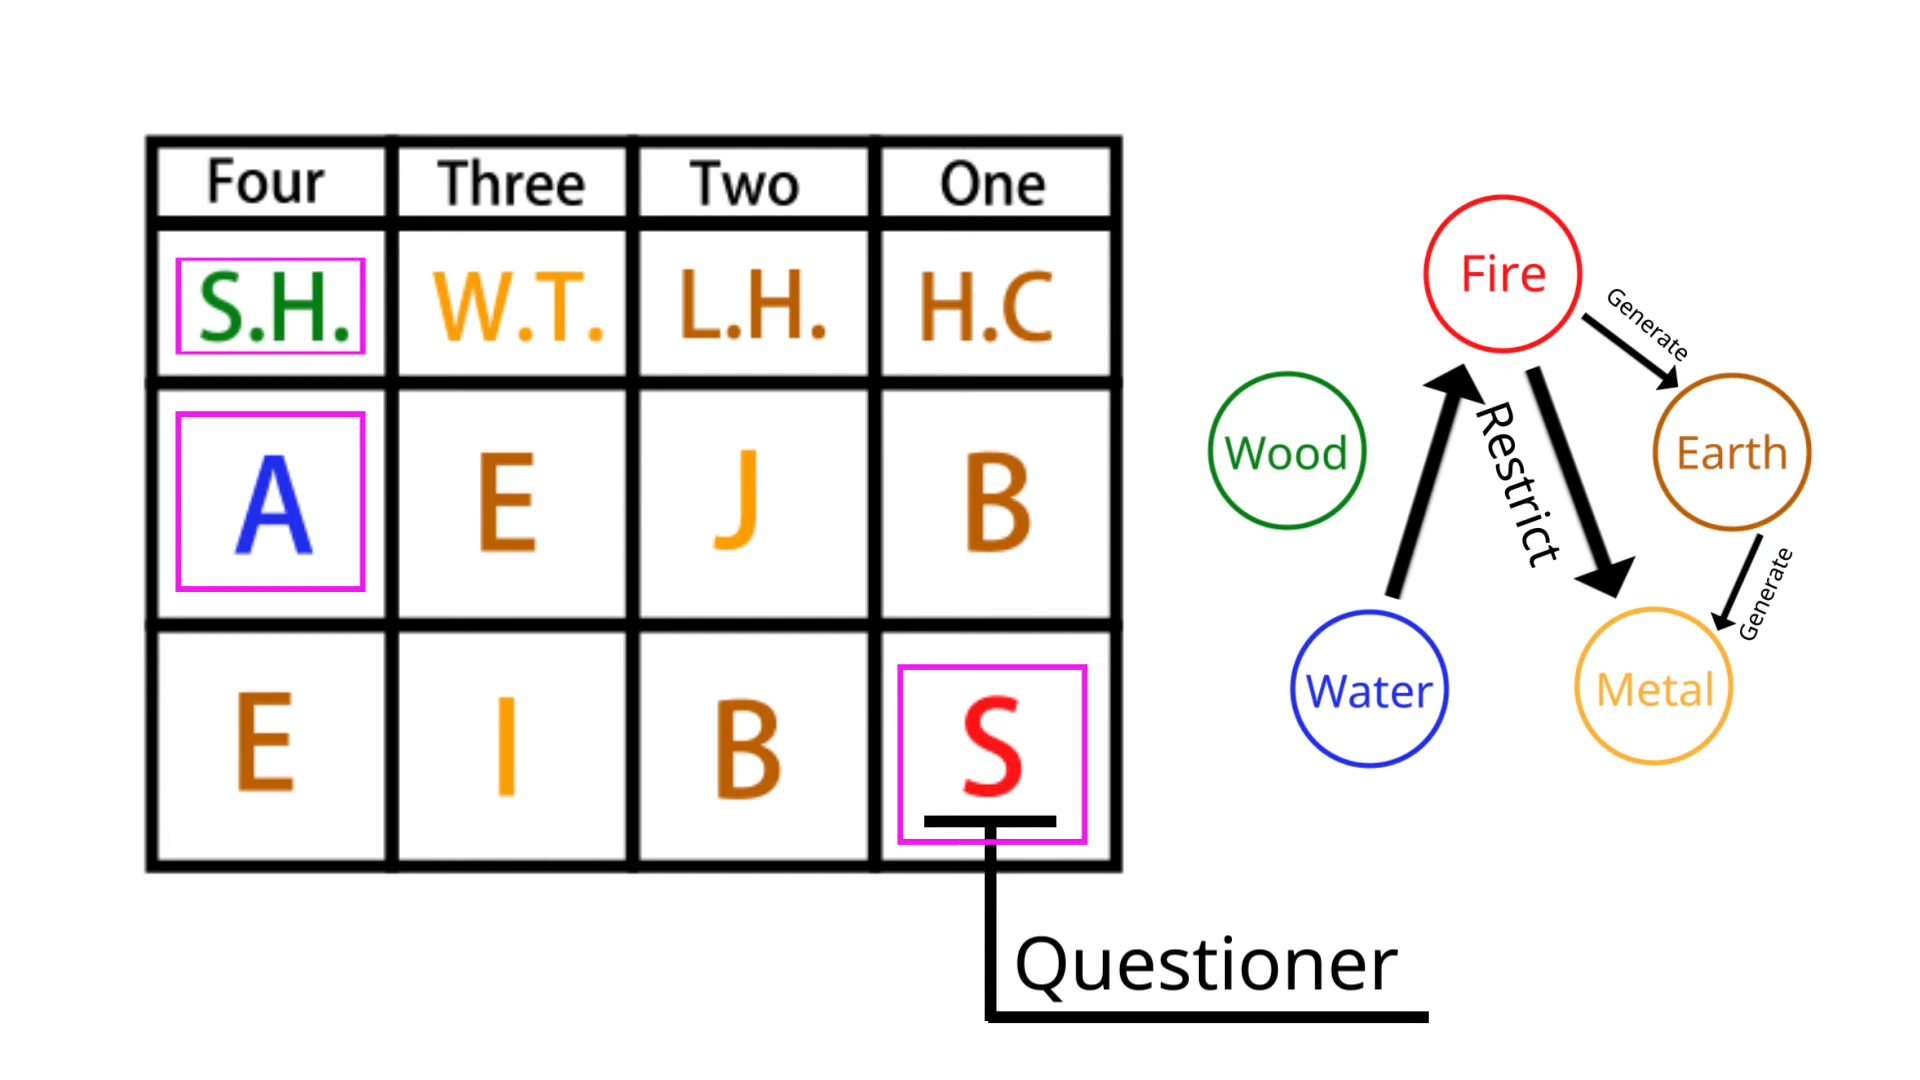 Four Three Two One
S.H. W.T. L.H. H.C
A E J B
E I B S
Questioner
Fire
Generate
Wood
Restrict
Earth
Generate
Water
Metal